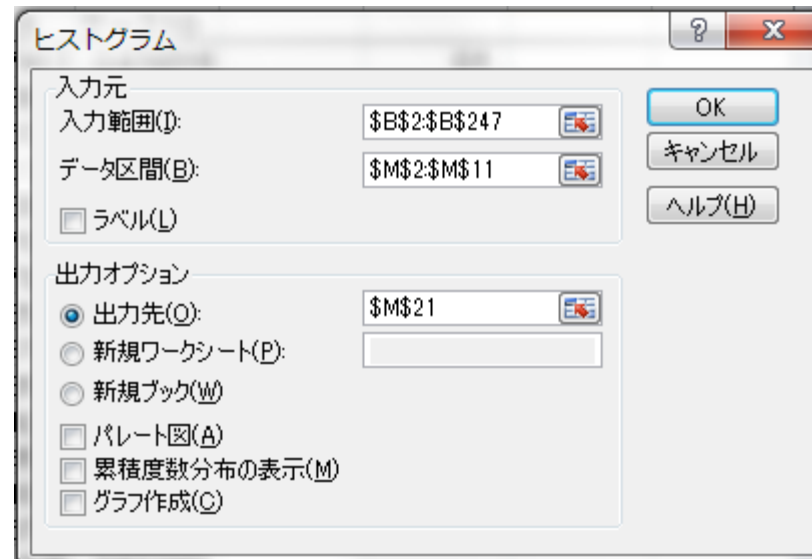 ヒストグラム
入力元
入力範囲(I): $B$2:$B$247
データ区間(B): $M$2:$M$11
ラベル(L)
OK
キャンセル
ヘルプ(H)
出力オプション
出力先(O): $M$21
新規ワークシート(P):
新規ブック(W)
パレート図(A)
累積度数分布の表示(M)
グラフ作成(C)